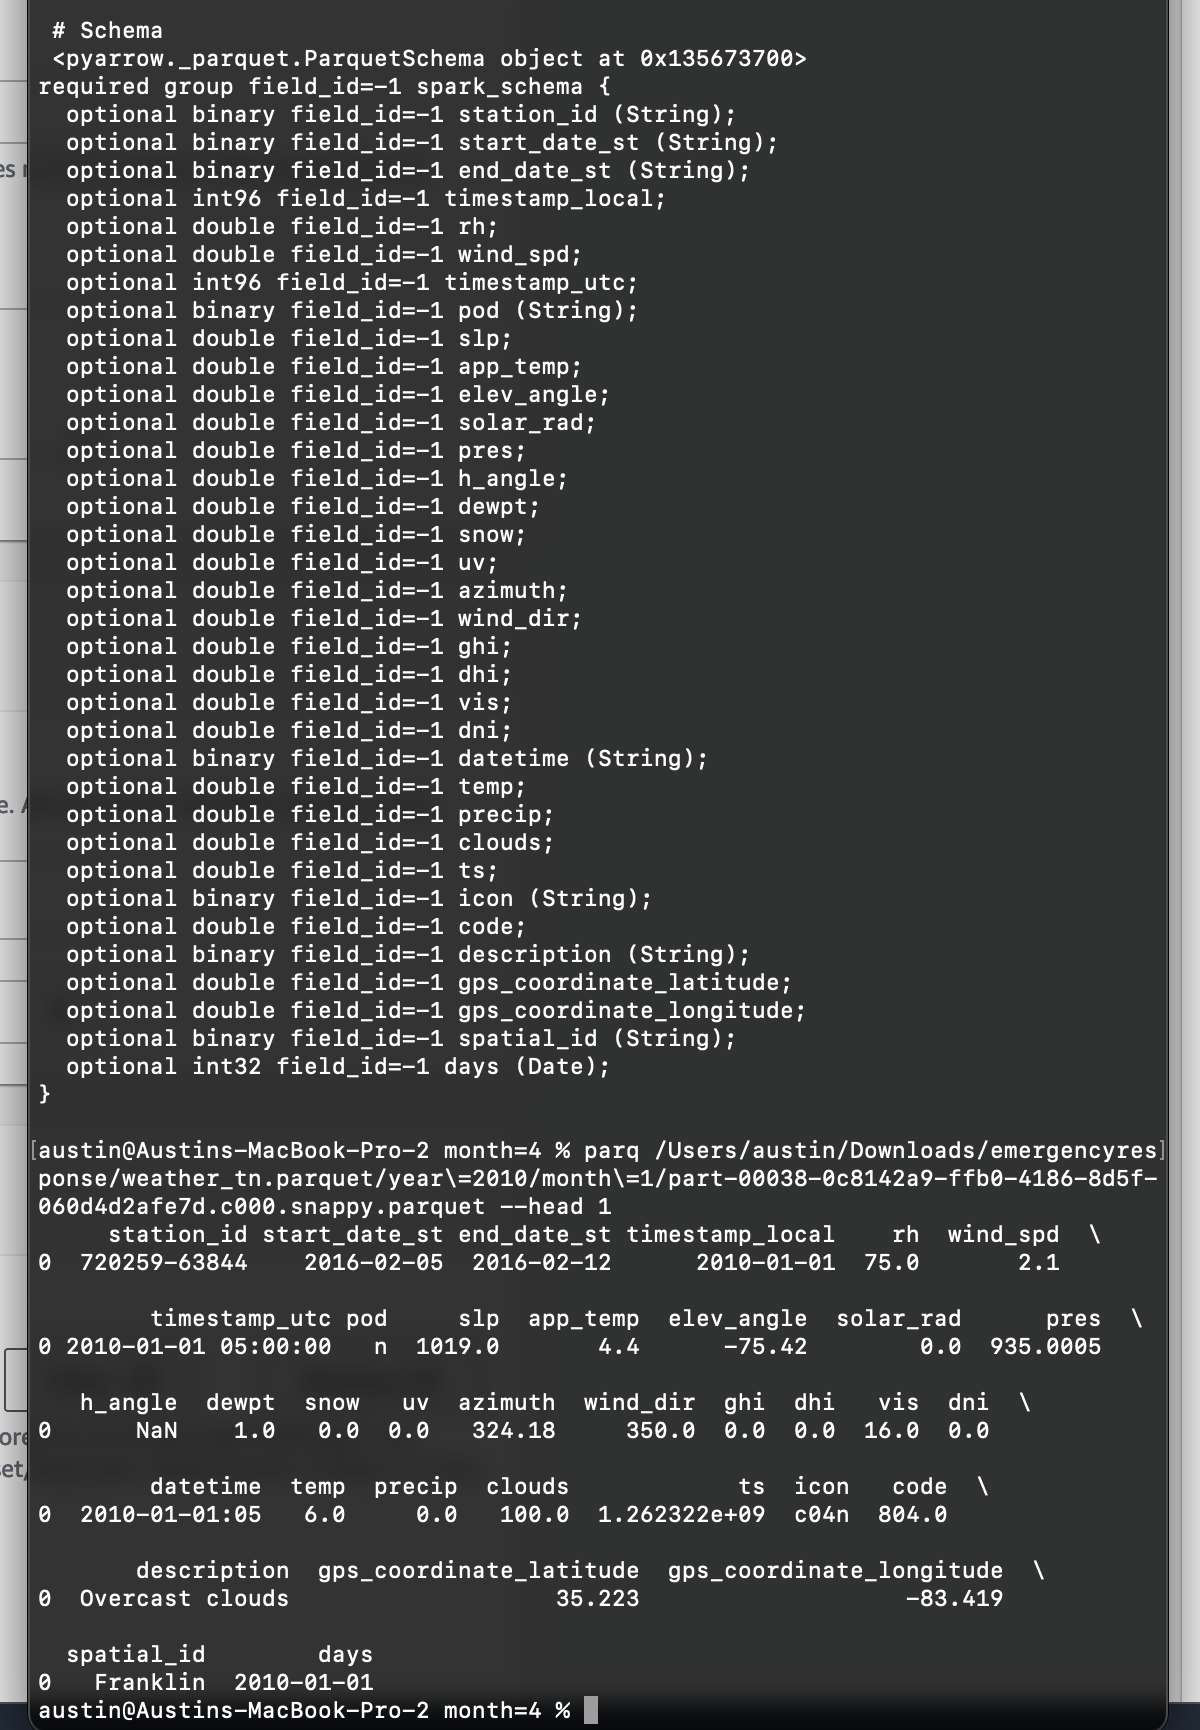 # Schema
<pyarrow._parquet.ParquetSchema object at 0x135673700>
required group field_id=-1 spark_schema {
  optional binary field_id=-1 station_id (String);
  optional binary field_id=-1 start_date_st (String);
  optional binary field_id=-1 end_date_st (String);
  optional int96 field_id=-1 timestamp_local;
  optional double field_id=-1 rh;
  optional double field_id=-1 wind_spd;
  optional int96 field_id=-1 timestamp_utc;
  optional binary field_id=-1 pod (String);
  optional double field_id=-1 slp;
  optional double field_id=-1 app_temp;
  optional double field_id=-1 elev_angle;
  optional double field_id=-1 solar_rad;
  optional double field_id=-1 pres;
  optional double field_id=-1 h_angle;
  optional double field_id=-1 dewpt;
  optional double field_id=-1 snow;
  optional double field_id=-1 uv;
  optional double field_id=-1 azimuth;
  optional double field_id=-1 wind_dir;
  optional double field_id=-1 ghi;
  optional double field_id=-1 dhi;
  optional double field_id=-1 vis;
  optional double field_id=-1 dni;
  optional binary field_id=-1 datetime (String);
  optional double field_id=-1 temp;
  optional double field_id=-1 precip;
  optional double field_id=-1 clouds;
  optional double field_id=-1 ts;
  optional binary field_id=-1 icon (String);
  optional double field_id=-1 code;
  optional binary field_id=-1 description (String);
  optional double field_id=-1 gps_coordinate_latitude;
  optional double field_id=-1 gps_coordinate_longitude;
  optional binary field_id=-1 spatial_id (String);
  optional int32 field_id=-1 days (Date);
}
[austin@Austins-MacBook-Pro-2 month=4 % parq /Users/austin/Downloads/emergencyres]
ponse/weather_tn.parquet/year\=2010/month\=1/part-00038-0c8142a9-ffb0-4186-8d5f-
060d4d2afe7d.c000.snappy.parquet --head 1
station_id start_date_st end_date_st timestamp_local rh wind_spd \
0 720259-63844 2016-02-05 2016-02-12 2010-01-01 75.0 2.1
timestamp_utc pod slp app_temp elev_angle solar_rad pres \
0 2010-01-01 05:00:00 n 1019.0 4.4 -75.42 0.0 935.0005
h_angle dewpt snow uv azimuth wind_dir ghi dhi vis dni \
0 NaN 1.0 0.0 0.0 324.18 350.0 0.0 0.0 16.0 0.0
datetime temp precip clouds ts icon code \
0 2010-01-01:05 6.0 0.0 100.0 1.262322e+09 c04n 804.0
description gps_coordinate_latitude gps_coordinate_longitude \
0 Overcast clouds 35.223 -83.419
spatial_id days
0 Franklin 2010-01-01
austin@Austins-MacBook-Pro-2 month=4 %